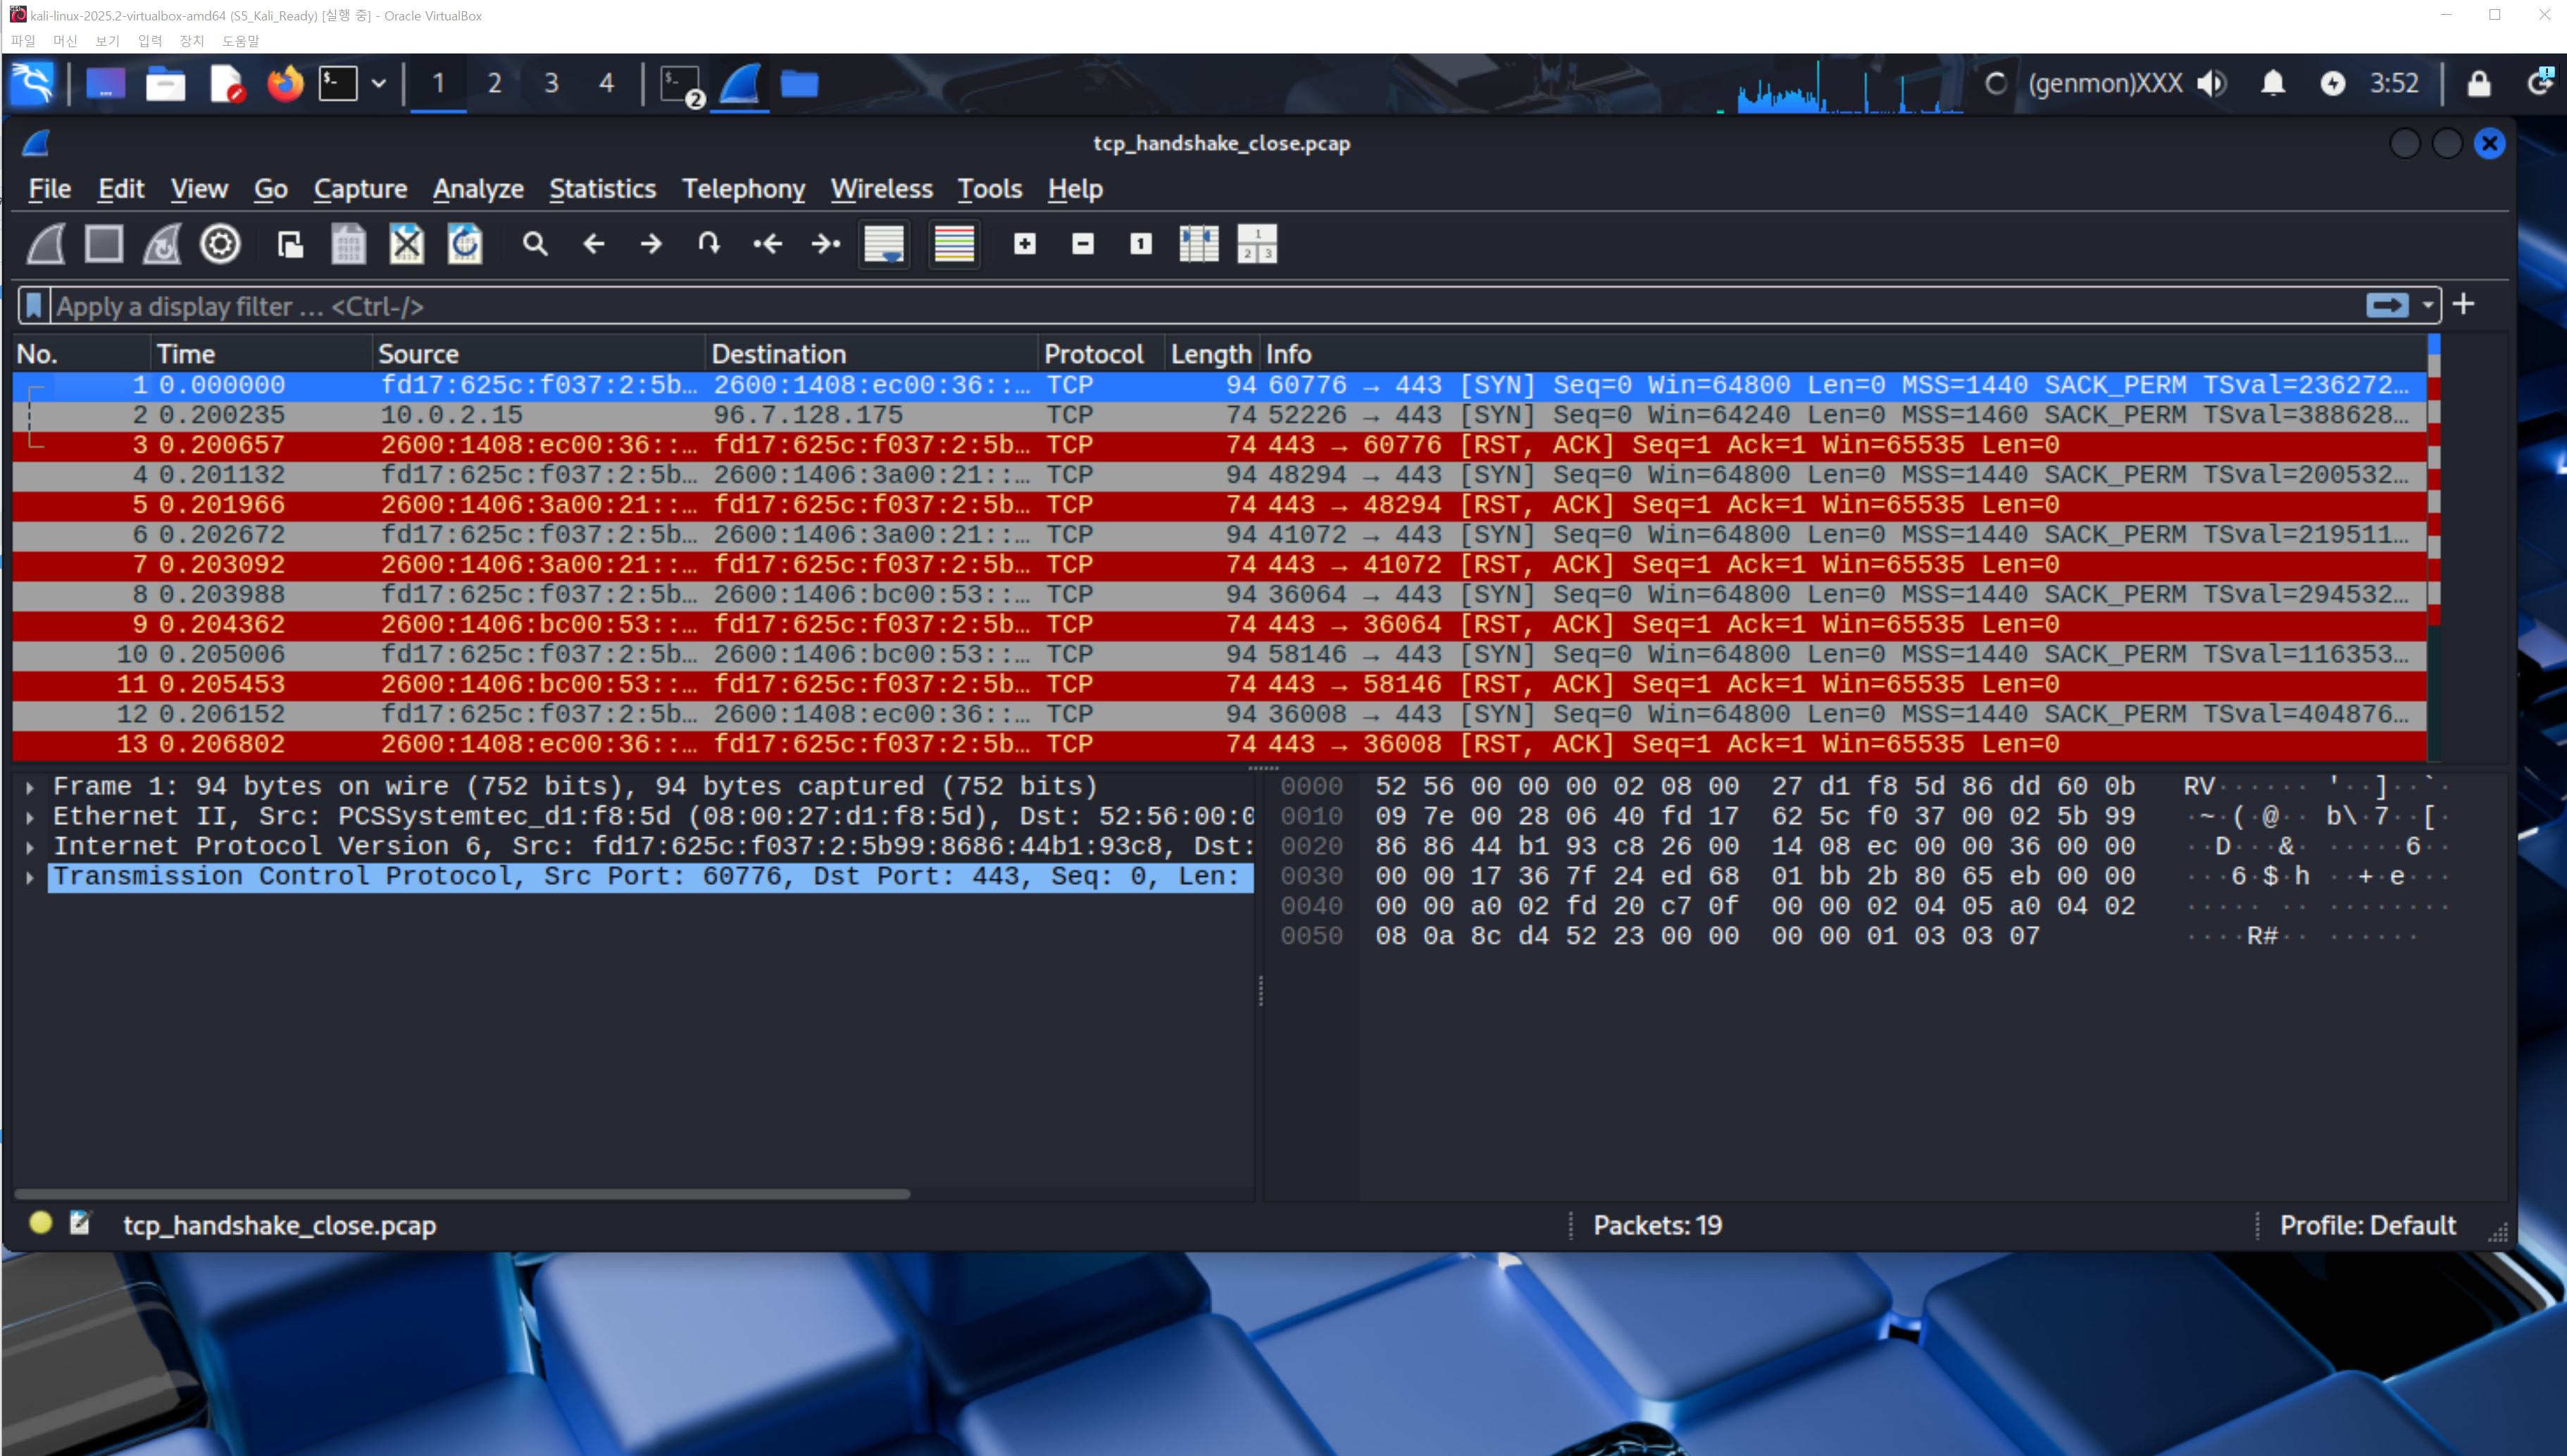 kali-linux-2025.2-virtualbox-amd64 (S5_Kali_Ready) [실행 중] - Oracle VirtualBox
파일 머신 보기 입력 장치 도움말
1 2 3 4 2 (genmon)XXX 3:52
tcp_handshake_close.pcap
File Edit View Go Capture Analyze Statistics Telephony Wireless Tools Help
Apply a display filter … <Ctrl-/>
No. Time Source Destination Protocol Length Info
1 0.000000 fd17:625c:f037:2:5b… 2600:1408:ec00:36::… TCP 94 60776 → 443 [SYN] Seq=0 Win=64800 Len=0 MSS=1440 SACK_PERM TSval=236272…
2 0.200235 10.0.2.15 96.7.128.175 TCP 74 52226 → 443 [SYN] Seq=0 Win=64240 Len=0 MSS=1460 SACK_PERM TSval=388628…
3 0.200657 2600:1408:ec00:36::… fd17:625c:f037:2:5b… TCP 74 443 → 60776 [RST, ACK] Seq=1 Ack=1 Win=65535 Len=0
4 0.201132 fd17:625c:f037:2:5b… 2600:1406:3a00:21::… TCP 94 48294 → 443 [SYN] Seq=0 Win=64800 Len=0 MSS=1440 SACK_PERM TSval=200532…
5 0.201966 2600:1406:3a00:21::… fd17:625c:f037:2:5b… TCP 74 443 → 48294 [RST, ACK] Seq=1 Ack=1 Win=65535 Len=0
6 0.202672 fd17:625c:f037:2:5b… 2600:1406:3a00:21::… TCP 94 41072 → 443 [SYN] Seq=0 Win=64800 Len=0 MSS=1440 SACK_PERM TSval=219511…
7 0.203092 2600:1406:3a00:21::… fd17:625c:f037:2:5b… TCP 74 443 → 41072 [RST, ACK] Seq=1 Ack=1 Win=65535 Len=0
8 0.203988 fd17:625c:f037:2:5b… 2600:1406:bc00:53::… TCP 94 36064 → 443 [SYN] Seq=0 Win=64800 Len=0 MSS=1440 SACK_PERM TSval=294532…
9 0.204362 2600:1406:bc00:53::… fd17:625c:f037:2:5b… TCP 74 443 → 36064 [RST, ACK] Seq=1 Ack=1 Win=65535 Len=0
10 0.205006 fd17:625c:f037:2:5b… 2600:1406:bc00:53::… TCP 94 58146 → 443 [SYN] Seq=0 Win=64800 Len=0 MSS=1440 SACK_PERM TSval=116353…
11 0.205453 2600:1406:bc00:53::… fd17:625c:f037:2:5b… TCP 74 443 → 58146 [RST, ACK] Seq=1 Ack=1 Win=65535 Len=0
12 0.206152 fd17:625c:f037:2:5b… 2600:1408:ec00:36::… TCP 94 36008 → 443 [SYN] Seq=0 Win=64800 Len=0 MSS=1440 SACK_PERM TSval=404876…
13 0.206802 2600:1408:ec00:36::… fd17:625c:f037:2:5b… TCP 74 443 → 36008 [RST, ACK] Seq=1 Ack=1 Win=65535 Len=0
Frame 1: 94 bytes on wire (752 bits), 94 bytes captured (752 bits)
Ethernet II, Src: PCSSystemtec_d1:f8:5d (08:00:27:d1:f8:5d), Dst: 52:56:00:0
Internet Protocol Version 6, Src: fd17:625c:f037:2:5b99:8686:44b1:93c8, Dst:
Transmission Control Protocol, Src Port: 60776, Dst Port: 443, Seq: 0, Len:
0000 52 56 00 00 00 02 08 00 27 d1 f8 5d 86 dd 60 0b RV······ '··]··`·
0010 09 7e 00 28 06 40 fd 17 62 5c f0 37 00 02 5b 99 ·~·(·@·· b\·7··[·
0020 86 86 44 b1 93 c8 26 00 14 08 ec 00 00 36 00 00 ··D···&· ·····6··
0030 00 00 17 36 7f 24 ed 68 01 bb 2b 80 65 eb 00 00 ···6·$·h ··+·e···
0040 00 00 a0 02 fd 20 c7 0f 00 00 02 04 05 a0 04 02 ····· ·· ········
0050 08 0a 8c d4 52 23 00 00 00 00 01 03 03 07 ····R#·· ······
tcp_handshake_close.pcap Packets: 19 Profile: Default